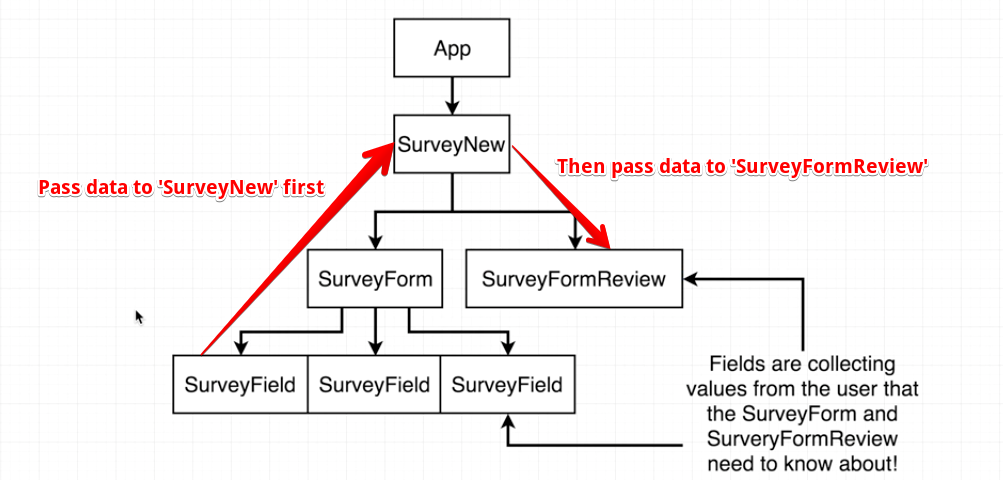 App
SurveyNew
Pass data to 'SurveyNew' first
Then pass data to 'SurveyFormReview'
SurveyForm
SurveyFormReview
SurveyField
SurveyField
SurveyField
Fields are collecting
values from the user that
the SurveyForm and
SurveryFormReview
need to know about!